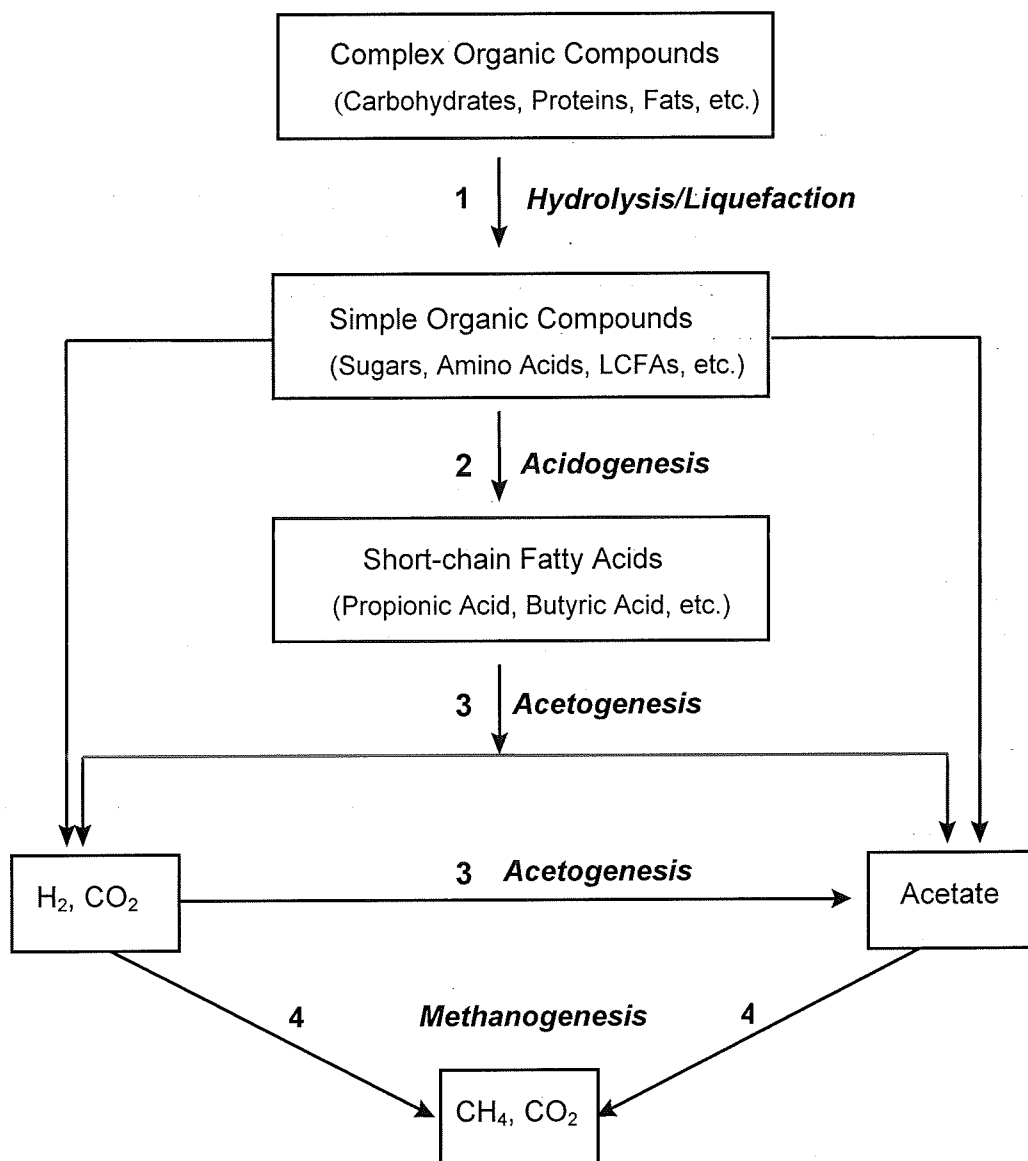 Complex Organic Compounds
(Carbohydrates, Proteins, Fats, etc.)
1 Hydrolysis/Liquefaction
Simple Organic Compounds
(Sugars, Amino Acids, LCFAs, etc.)
2 Acidogenesis
Short-chain Fatty Acids
(Propionic Acid, Butyric Acid, etc.)
3 Acetogenesis
H₂, CO₂
3 Acetogenesis
Acetate
4 Methanogenesis 4
CH₄, CO₂